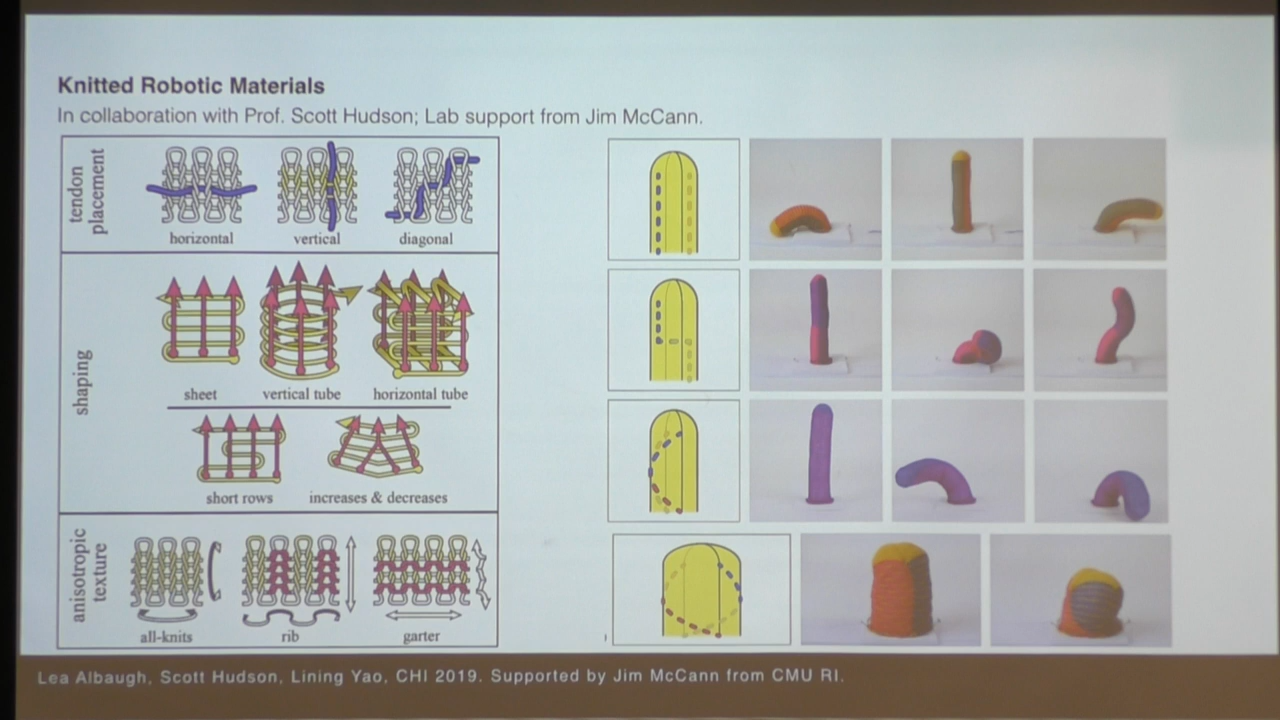 Knitted Robotic Materials
In collaboration with Prof. Scott Hudson; Lab support from Jim McCann.
tendon
placement
horizontal
vertical
diagonal
shaping
sheet
vertical tube
horizontal tube
short rows
increases & decreases
anisotropic
texture
all-knits
rib
garter
Lea Albaugh, Scott Hudson, Lining Yao, CHI 2019. Supported by Jim McCann from CMU RI.